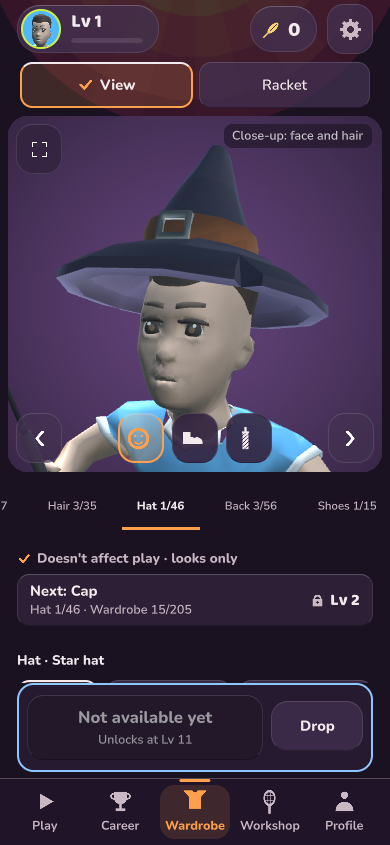 Lv 1
0
View
Racket
Close-up: face and hair
7
Hair 3/35
Hat 1/46
Back 3/56
Shoes 1/15
Doesn't affect play · looks only
Next: Cap
Hat 1/46 · Wardrobe 15/205
Lv 2
Hat · Star hat
Not available yet
Unlocks at Lv 11
Drop
Play
Career
Wardrobe
Workshop
Profile